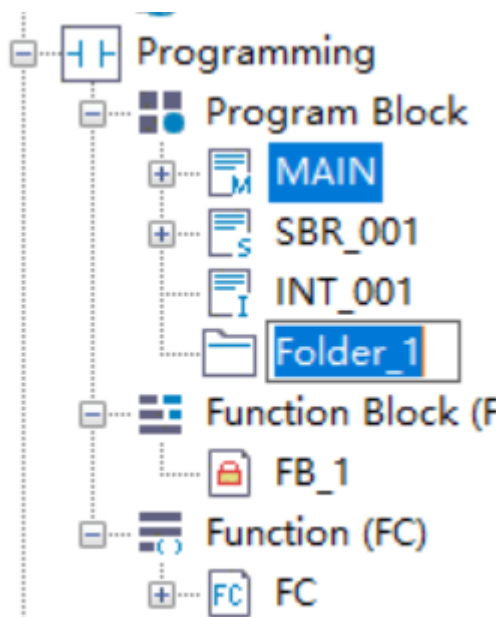 Programming
Program Block
MAIN
SBR_001
INT_001
Folder_1
Function Block (F
FB_1
Function (FC)
FC